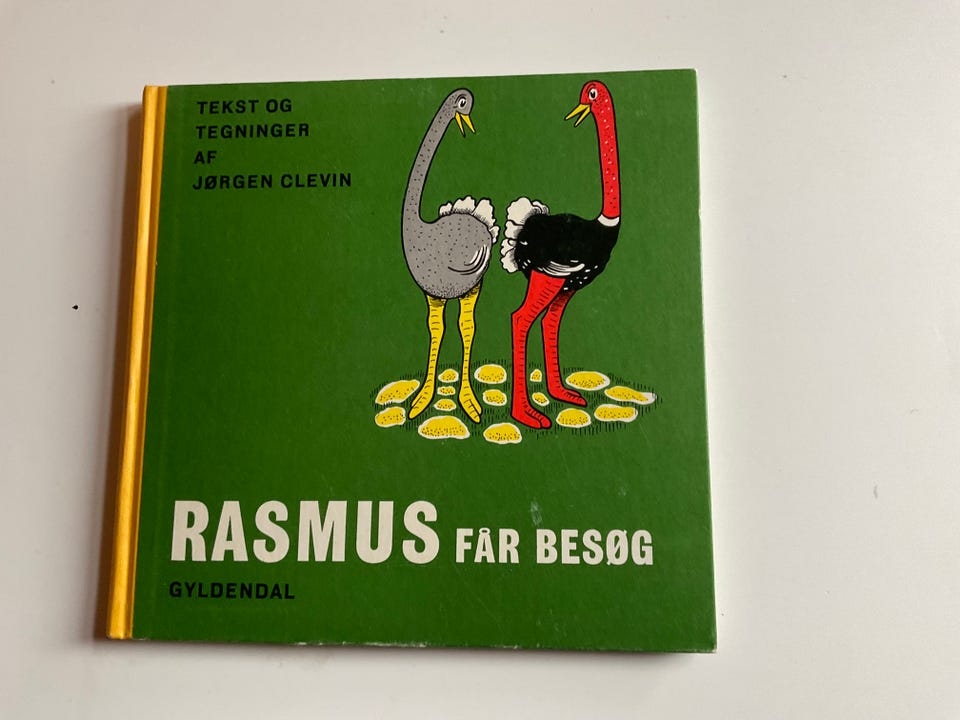 TEKST OG
TEGNINGER
AF
JØRGEN CLEVIN
RASMUS FÅR BESØG
GYLDENDAL